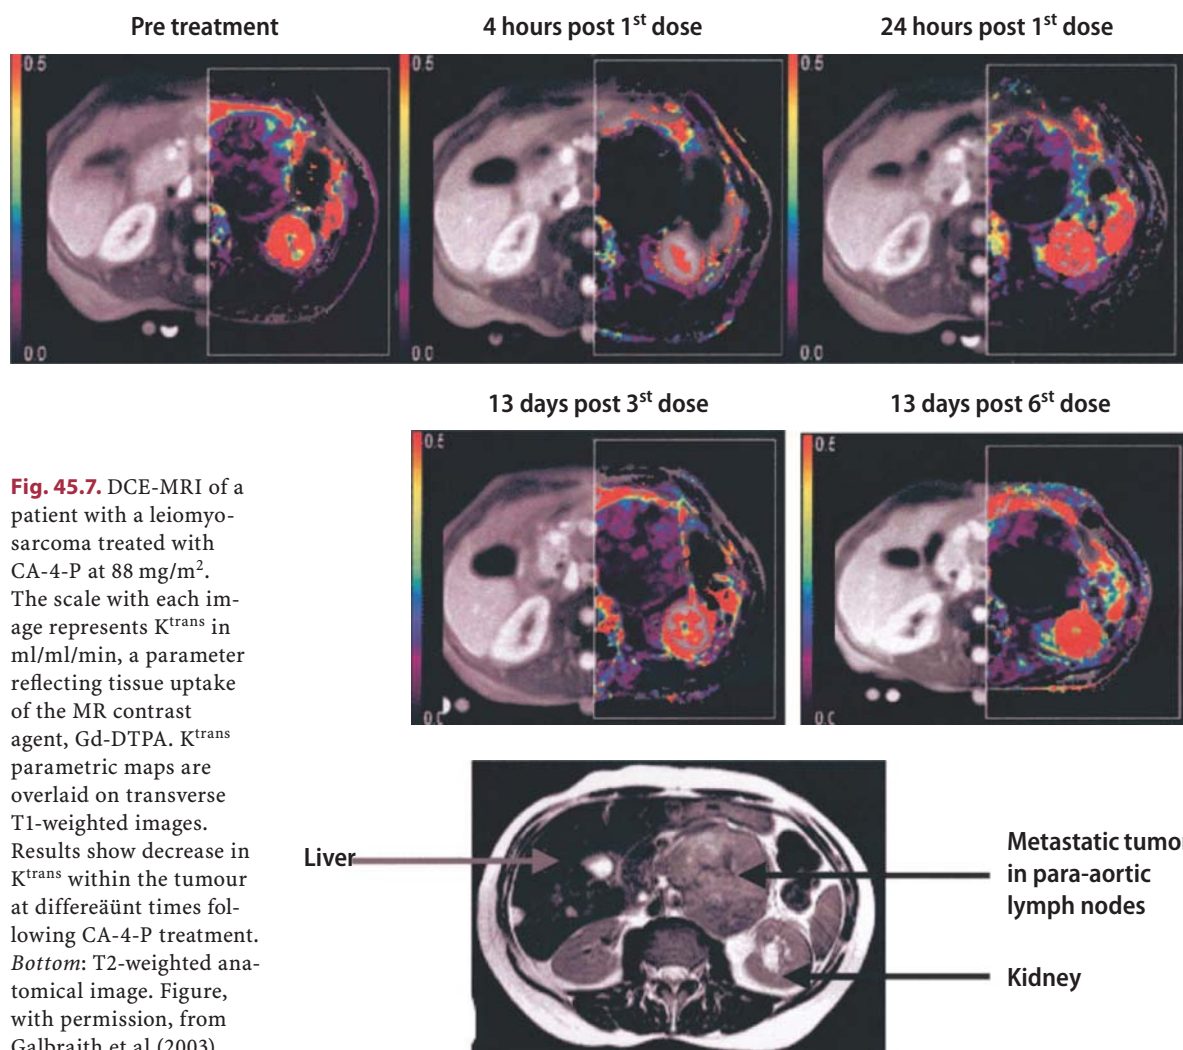 Pre treatment
4 hours post 1st dose
24 hours post 1st dose
0.5
0.0
0.5
0.0
0.5
0.0
13 days post 3st dose
13 days post 6st dose
0.5
0.0
Fig. 45.7. DCE-MRI of a
patient with a leiomyo-
sarcoma treated with
CA-4-P at 88 mg/m².
The scale with each im-
age represents Ktrans in
ml/ml/min, a parameter
reflecting tissue uptake
of the MR contrast
agent, Gd-DTPA. Ktrans
parametric maps are
overlaid on transverse
T1-weighted images.
Results show decrease in
Ktrans within the tumour
at differeäünt times fol-
lowing CA-4-P treatment.
Bottom: T2-weighted ana-
tomical image. Figure,
with permission, from
Galbraith et al (2003)
Liver
Metastatic tumo
in para-aortic
lymph nodes
Kidney